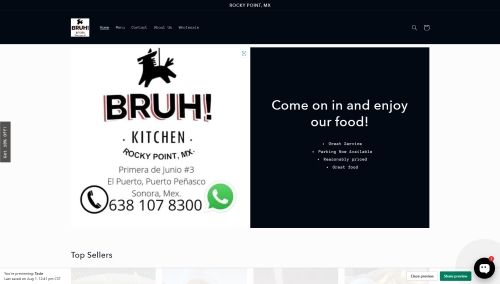 ROCKY POINT, MX.
BRUH!
KITCHEN
Home Menu Contact About Us Wholesale
BRUH!
• KITCHEN •
ROCKY POINT, MX.
Primera de Junio #3
El Puerto, Puerto Peñasco
Sonora, Mex.
638 107 8300
Come on in and enjoy
our food!
• Great Service
• Parking Now Available
• Reasonably priced
• Great food
Get 10% OFF!
Top Sellers
You're previewing: Taste
Last saved on Aug 1, 12:41 pm CST
Close preview
Share preview
1